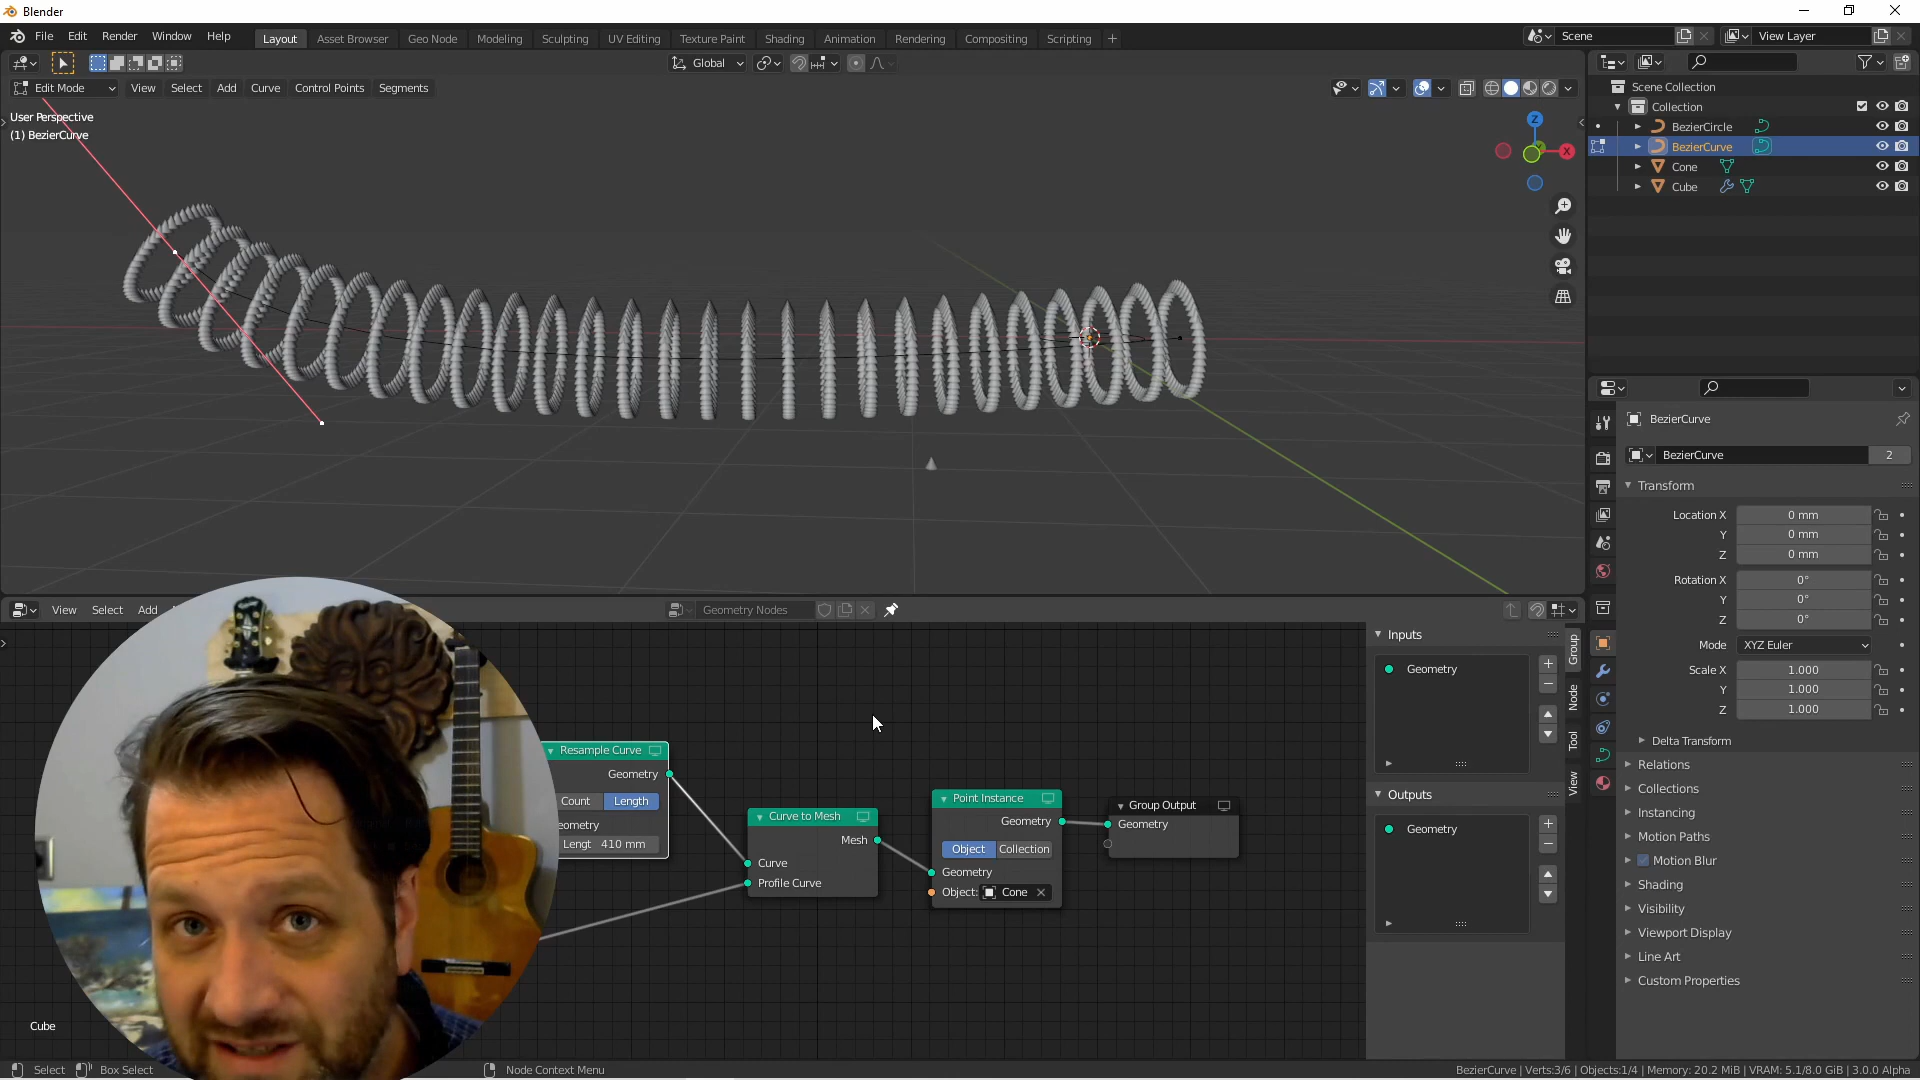 Blender
File Edit Render Window Help
Layout Asset Browser Geo Node Modeling Sculpting UV Editing Texture Paint Shading Animation Rendering Compositing Scripting +
Scene
View Layer
Global
Edit Mode View Select Add Curve Control Points Segments
User Perspective
(1) BezierCurve
Z
X
Scene Collection
Collection
BezierCircle
BezierCurve
Cone
Cube
BezierCurve
BezierCurve 2
Transform
Location X 0 mm
Y 0 mm
Z 0 mm
Rotation X 0°
Y 0°
Z 0°
Mode XYZ Euler
Scale X 1.000
Y 1.000
Z 1.000
Delta Transform
Relations
Collections
Instancing
Motion Paths
Motion Blur
Shading
Visibility
Viewport Display
Line Art
Custom Properties
View Select Add
Geometry Nodes
Resample Curve
Geometry
Count Length
eometry
Lengt 410 mm
Curve to Mesh
Mesh
Curve
Profile Curve
Point Instance
Geometry
Object Collection
Geometry
Object: Cone
Group Output
Geometry
Inputs
Geometry
Outputs
Geometry
Group
Node
Tool
View
Cube
Select Box Select Node Context Menu
BezierCurve | Verts:3/6 | Objects:1/4 | Memory: 20.2 MiB | VRAM: 5.1/8.0 GiB | 3.0.0 Alpha